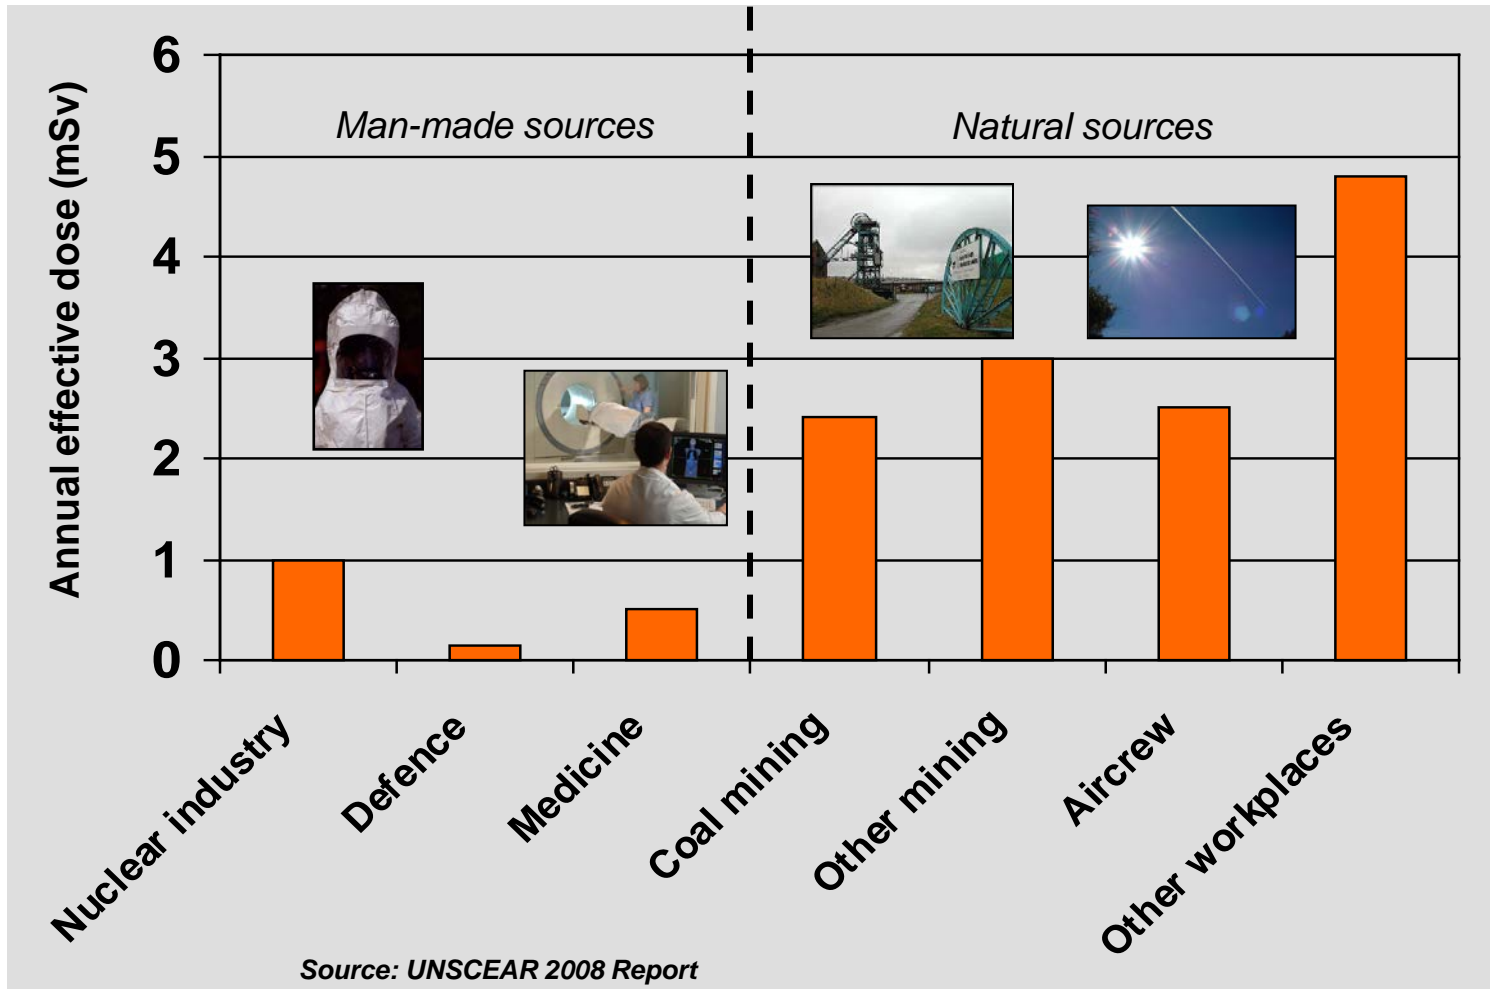 Annual effective dose (mSv)
6
5
4
3
2
1
0
Man-made sources
Natural sources
Nuclear industry
Defence
Medicine
Coal mining
Other mining
Aircrew
Other workplaces
Source: UNSCEAR 2008 Report